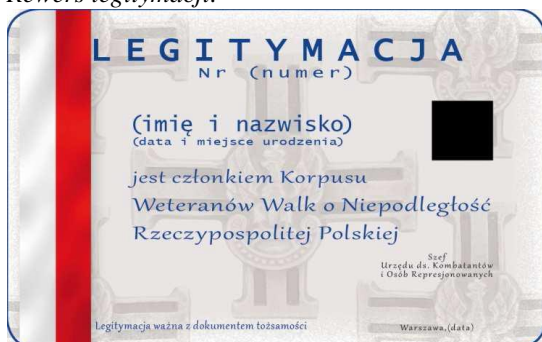 Rewers legitymacji:
LEGITYMACJA
Nr (numer)
(imię i nazwisko)
(data i miejsce urodzenia)
jest członkiem Korpusu
Weteranów Walk o Niepodległość
Rzeczypospolitej Polskiej
Szef
Urzędu ds. Kombatantów
i Osób Represjonowanych
Legitymacja ważna z dokumentem tożsamości
Warszawa,(data)